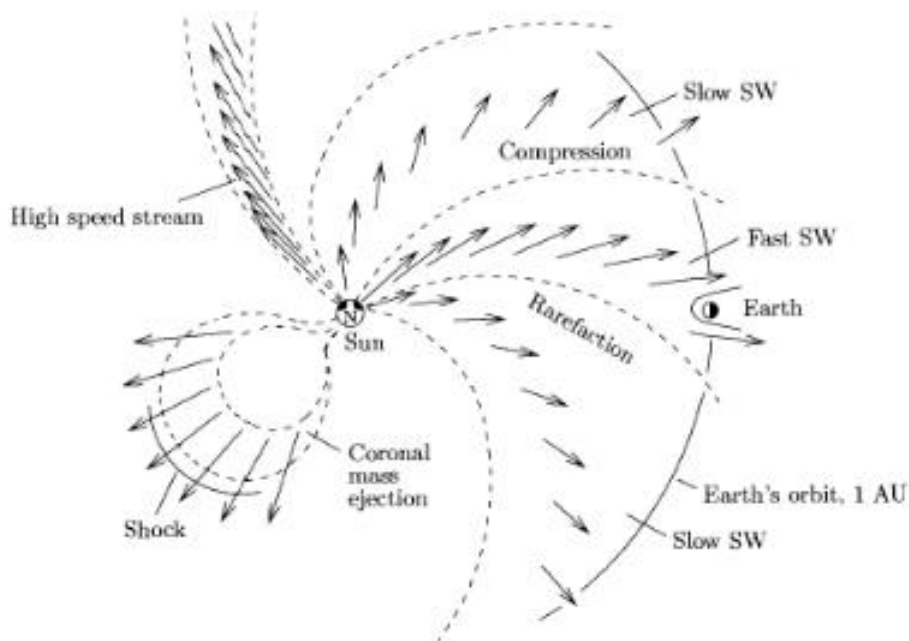 Slow SW
Compression
High speed stream
Fast SW
Earth
N
Sun
Rarefaction
Coronal
mass
ejection
Earth's orbit, 1 AU
Shock
Slow SW